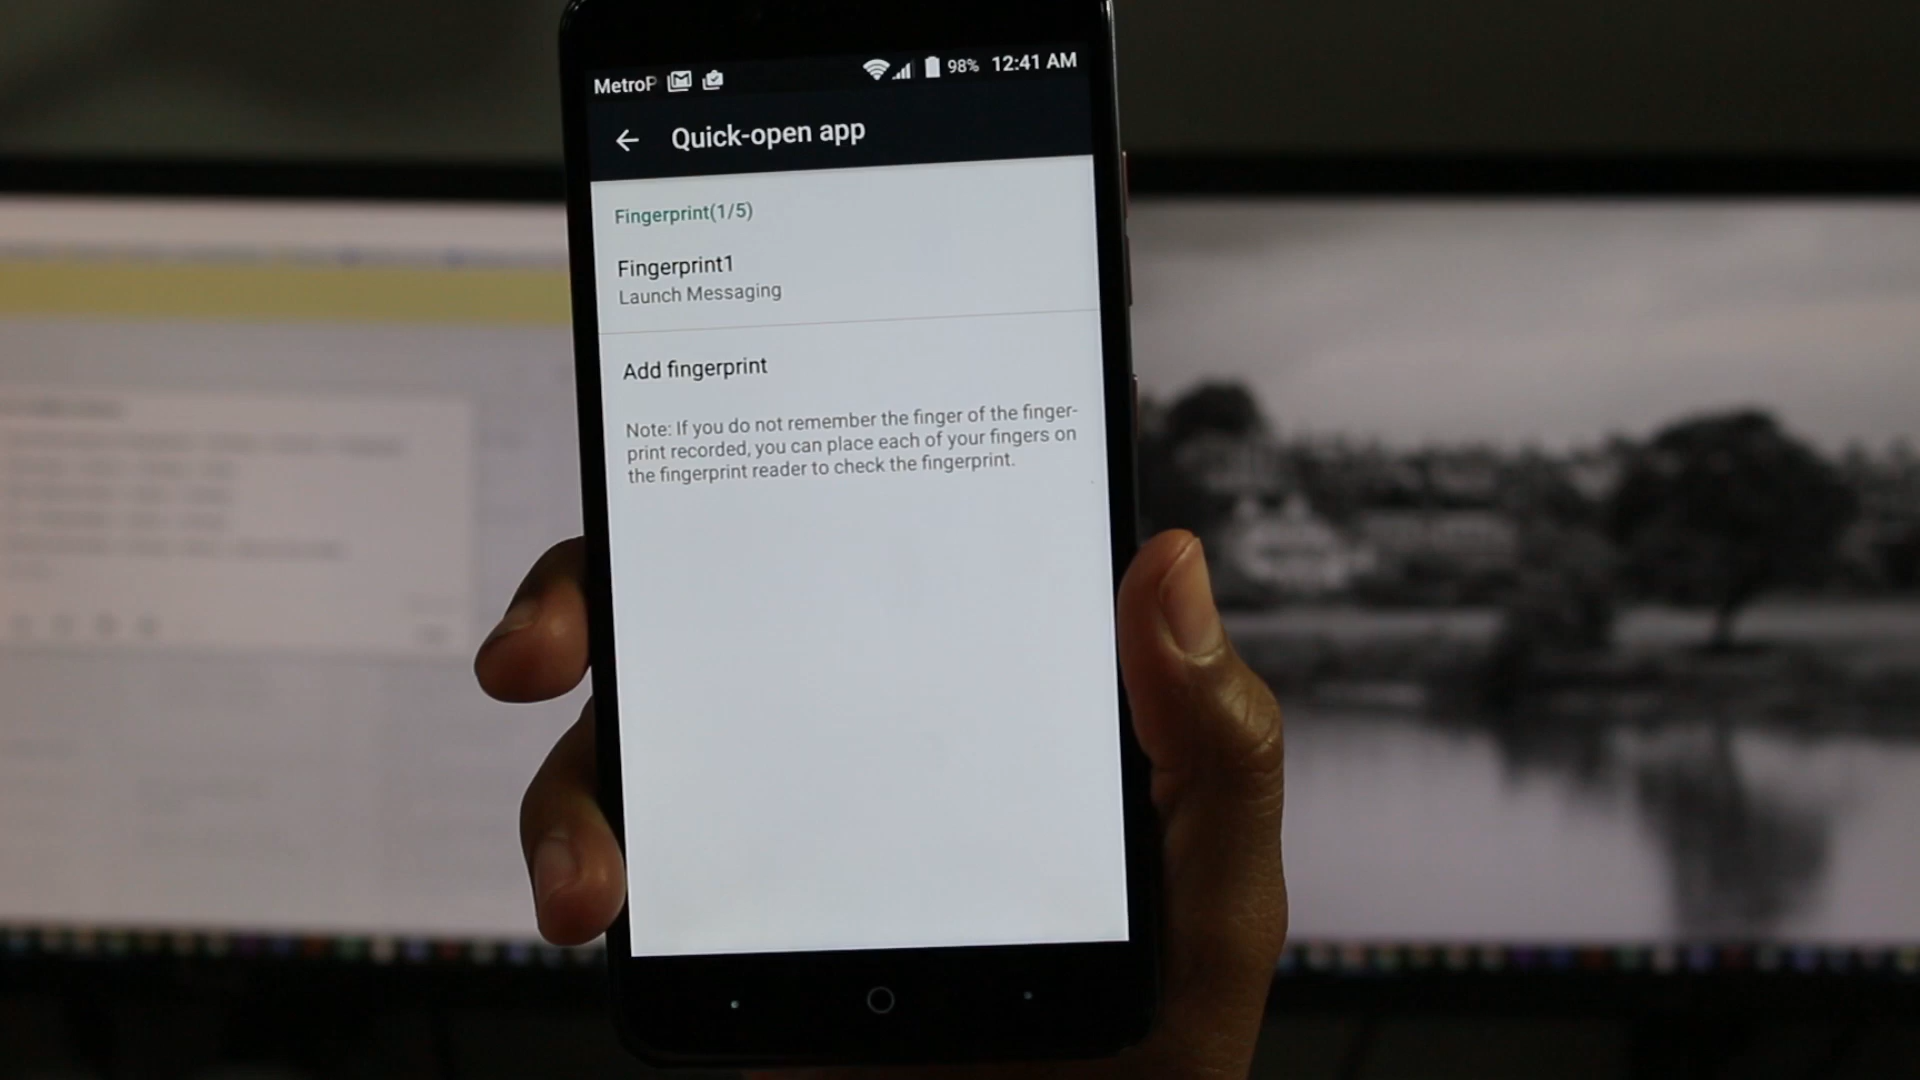 MetroP 98% 12:41 AM
Quick-open app
Fingerprint(1/5)
Fingerprint1
Launch Messaging
Add fingerprint
Note: If you do not remember the finger of the finger-
print recorded, you can place each of your fingers on
the fingerprint reader to check the fingerprint.